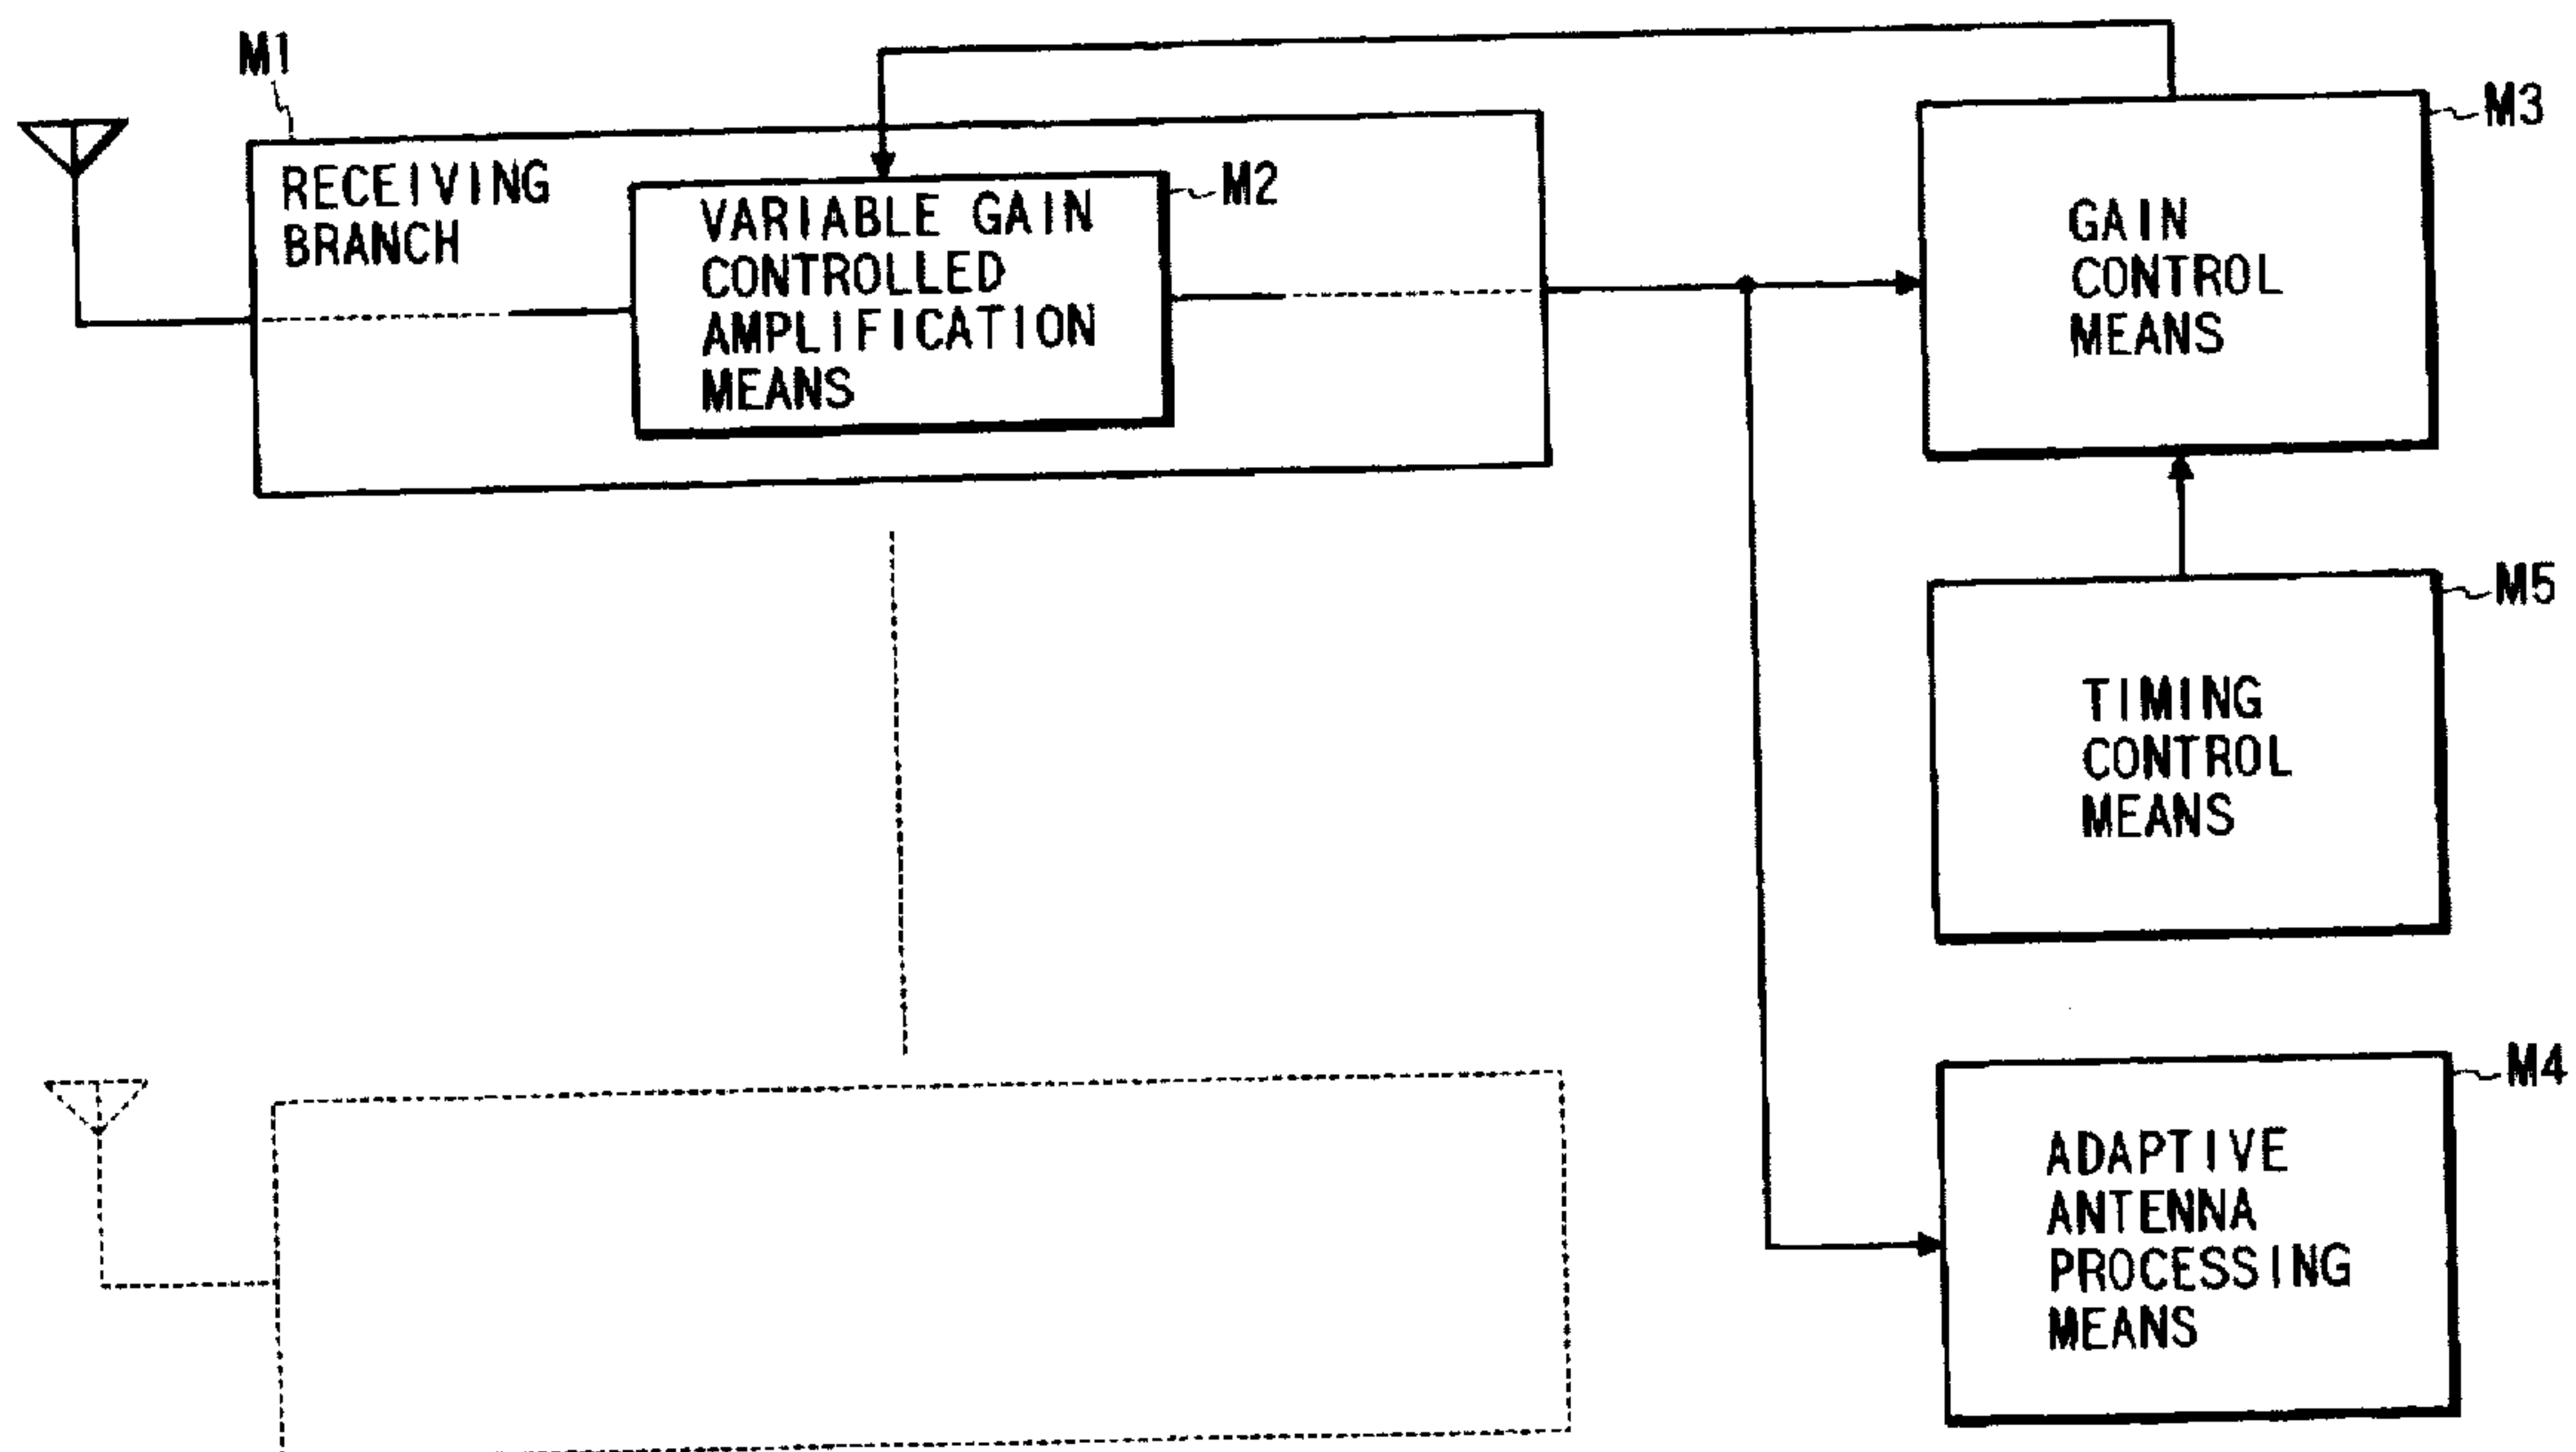 M1
RECEIVING
BRANCH
VARIABLE GAIN
CONTROLLED
AMPLIFICATION
MEANS
M2
GAIN
CONTROL
MEANS
M3
TIMING
CONTROL
MEANS
M5
ADAPTIVE
ANTENNA
PROCESSING
MEANS
M4